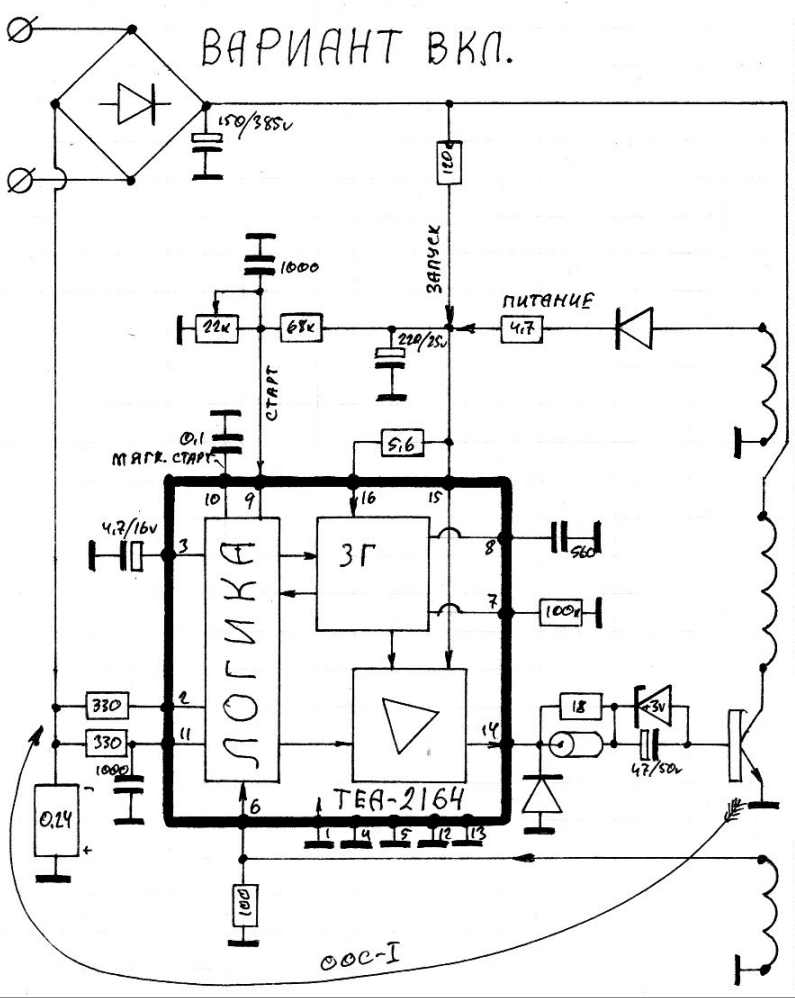 ВАРИАНТ ВКЛ.
150/385v
120к
ЗАПУСК
1000
ПИТАНИЕ
22к
68к
4,7
220/25v
СТАРТ
0,1
МЯГК. СТАРТ
5,6
10
9
16
15
4,7/16v
3
ЗГ
8
560
ЛОГИКА
7
100к
330
2
18
+3v
330
11
14
1000
47/50v
0,24
-
+
6
TEA-2164
1
4
5
12
13
100
ООС-I